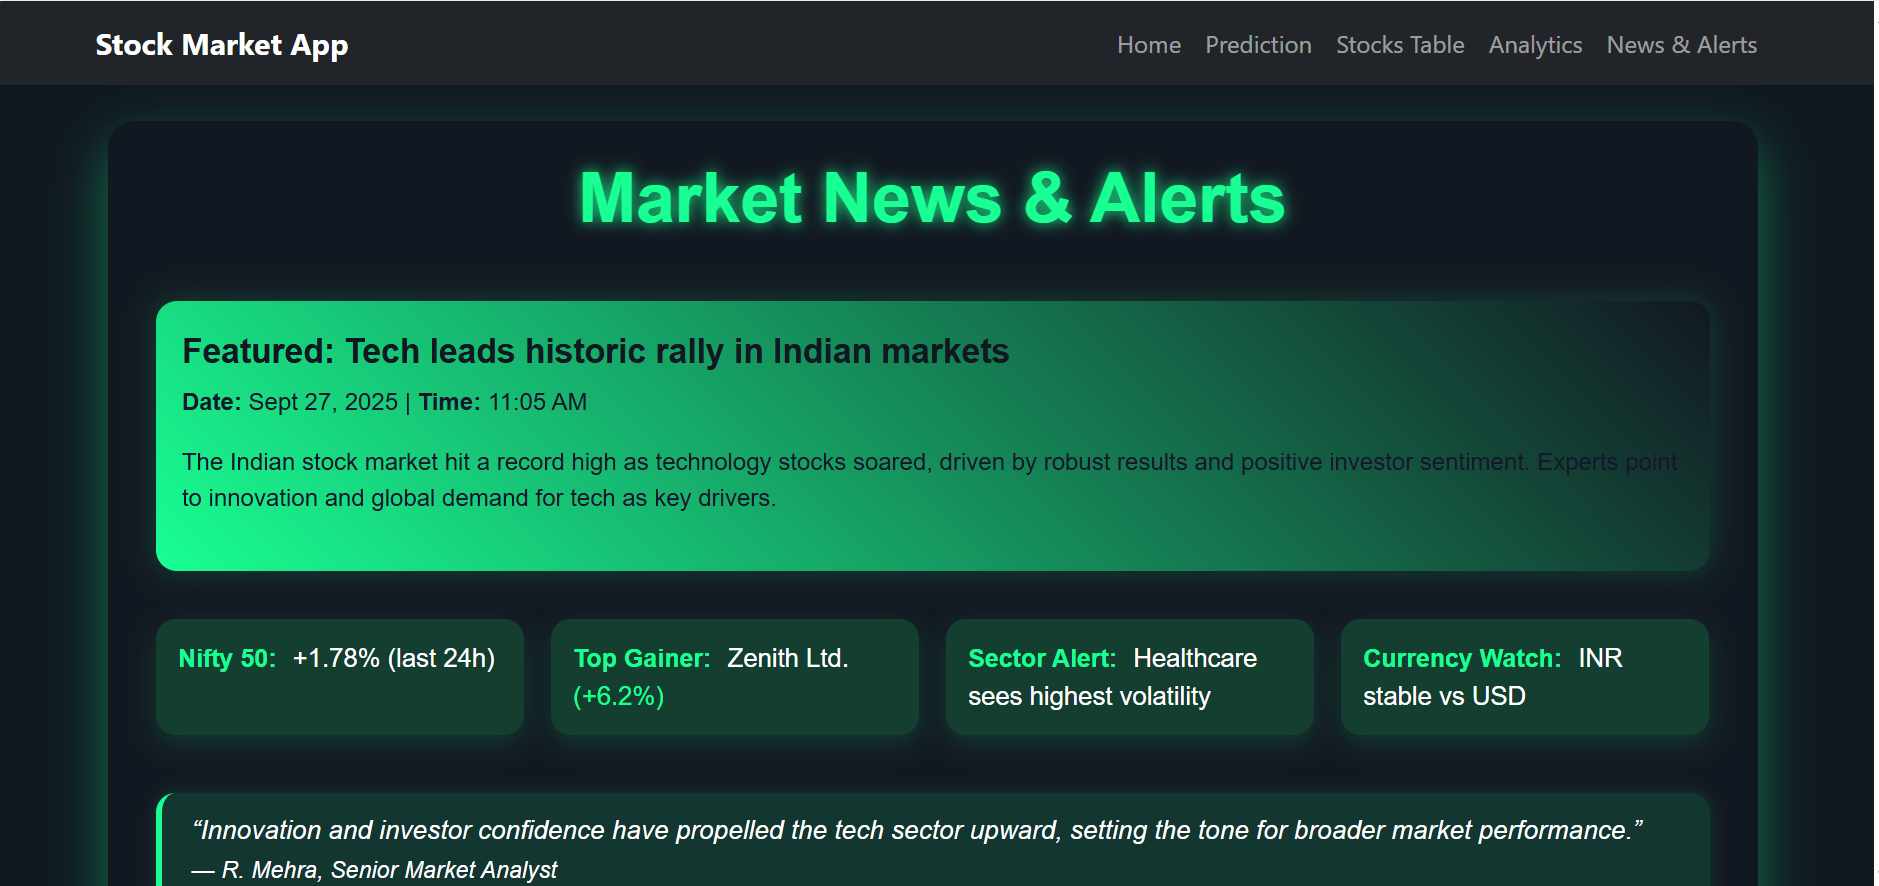 Stock Market App
Home Prediction Stocks Table Analytics News & Alerts
Market News & Alerts
Featured: Tech leads historic rally in Indian markets
Date: Sept 27, 2025 | Time: 11:05 AM
The Indian stock market hit a record high as technology stocks soared, driven by robust results and positive investor sentiment. Experts point
to innovation and global demand for tech as key drivers.
Nifty 50: +1.78% (last 24h)
Top Gainer: Zenith Ltd.
(+6.2%)
Sector Alert: Healthcare
sees highest volatility
Currency Watch: INR
stable vs USD
“Innovation and investor confidence have propelled the tech sector upward, setting the tone for broader market performance.”
— R. Mehra, Senior Market Analyst